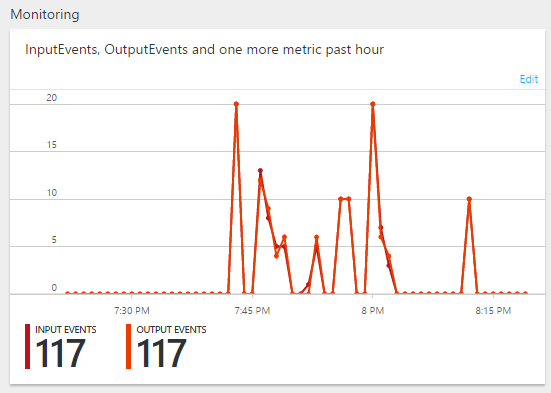 Monitoring
InputEvents, OutputEvents and one more metric past hour
Edit
20
15
10
5
0
7:30 PM 7:45 PM 8 PM 8:15 PM
INPUT EVENTS OUTPUT EVENTS
117 117